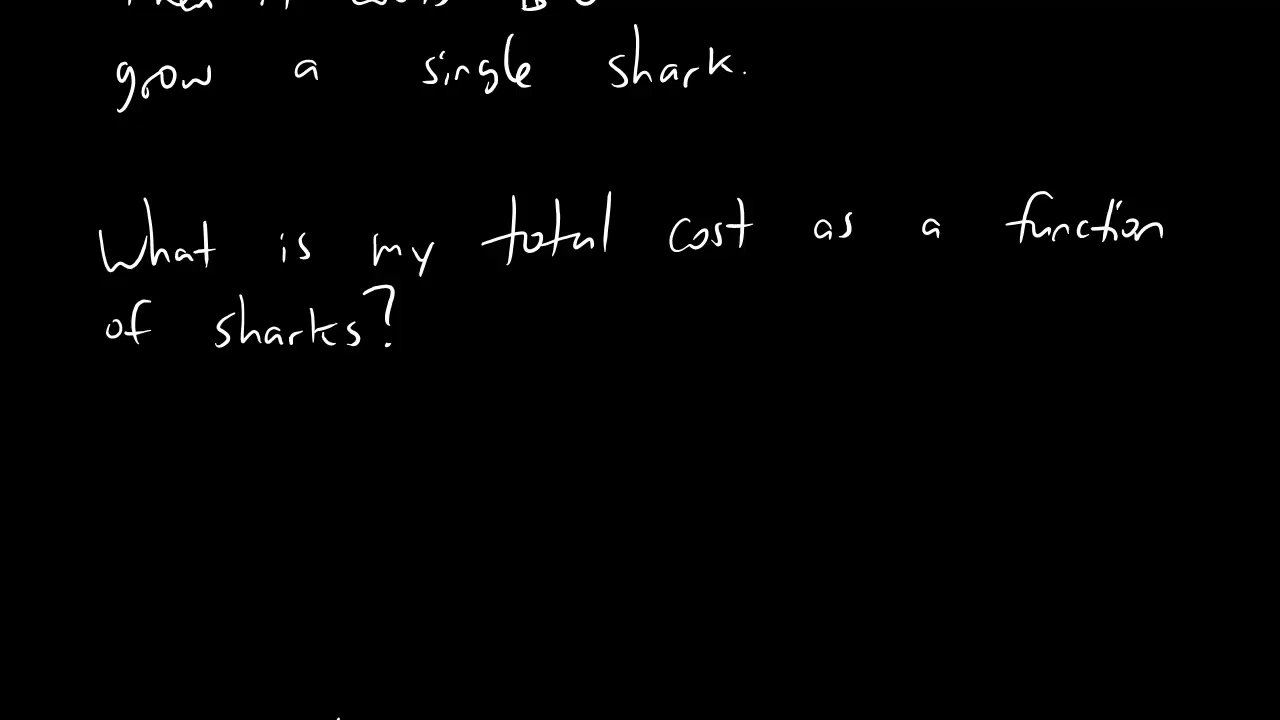 grow a single shark.
What is my total cost as a function
of sharks?